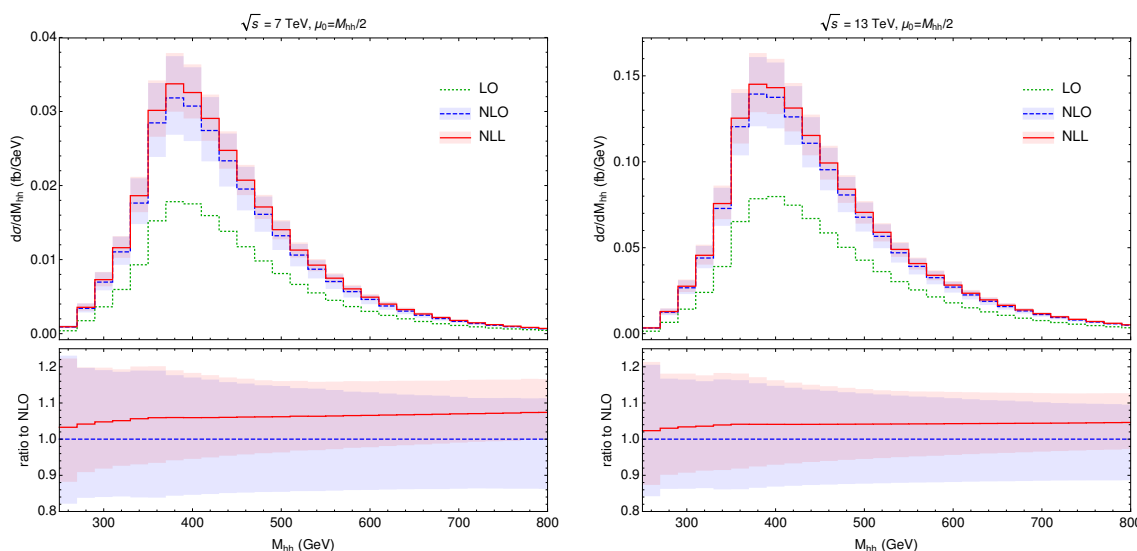 √s = 7 TeV, μ0=Mhh/2
0.04
0.03
0.02
0.01
0.00
dσ/dMhh (fb/GeV)
LO
NLO
NLL
1.2
1.1
1.0
0.9
0.8
ratio to NLO
300 400 500 600 700 800
Mhh (GeV)
√s = 13 TeV, μ0=Mhh/2
0.15
0.10
0.05
0.00
dσ/dMhh (fb/GeV)
LO
NLO
NLL
1.2
1.1
1.0
0.9
0.8
ratio to NLO
300 400 500 600 700 800
Mhh (GeV)